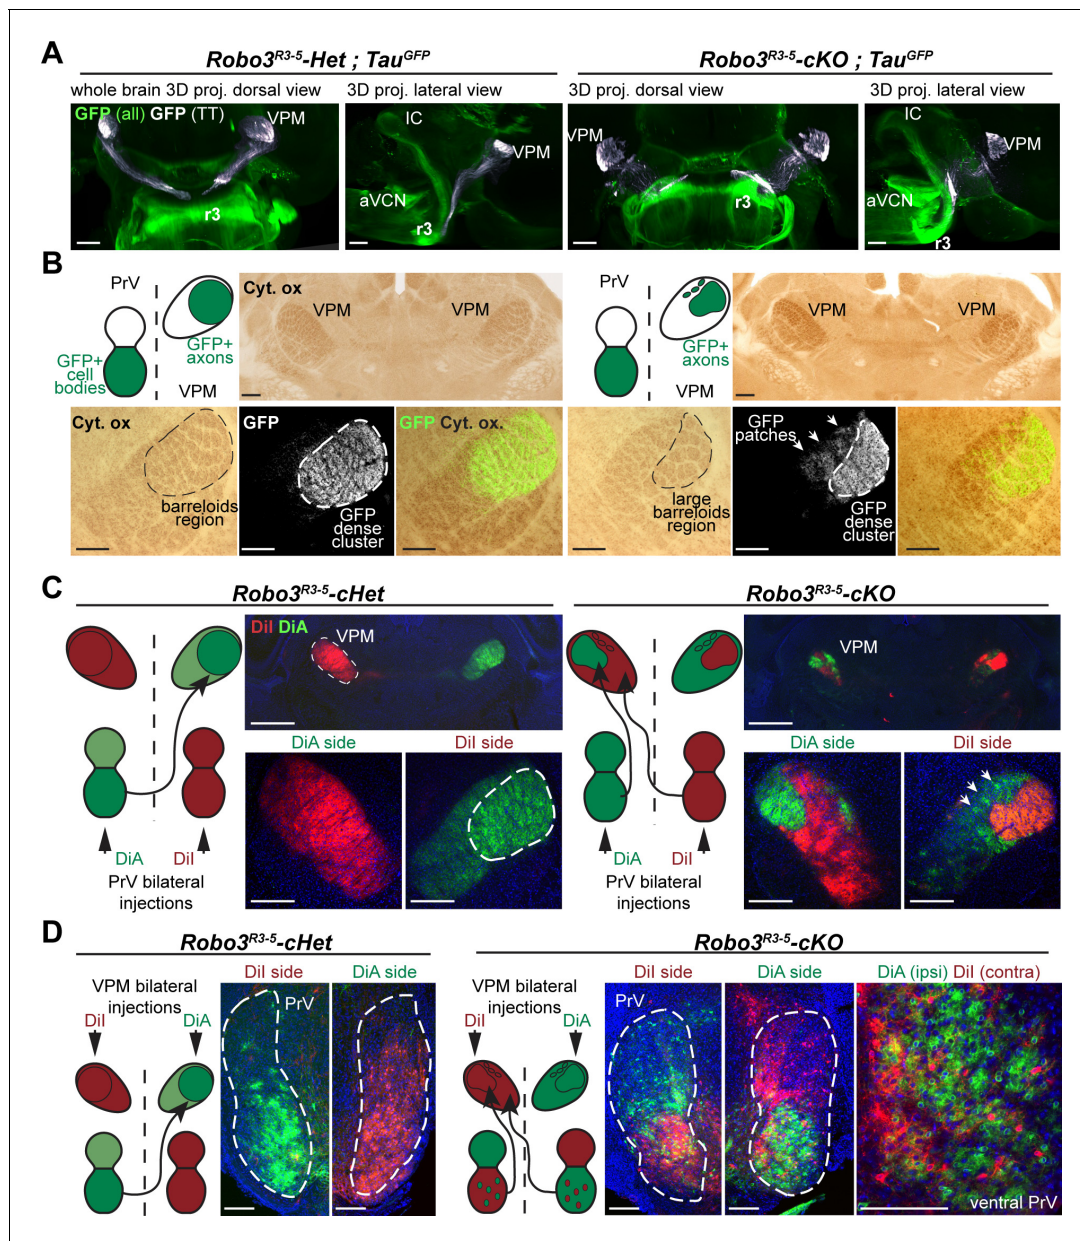 A
Robo3R3-5-Het ; TauGFP
Robo3R3-5-cKO ; TauGFP
whole brain 3D proj. dorsal view
3D proj. lateral view
3D proj. dorsal view
3D proj. lateral view
GFP (all) GFP (TT)
VPM
r3
IC
VPM
aVCN
r3
VPM
r3
IC
VPM
aVCN
r3
B
PrV
GFP+
cell
bodies
GFP+
axons
VPM
Cyt. ox
VPM
VPM
PrV
GFP+
axons
VPM
VPM
VPM
Cyt. ox
barreloids
region
GFP
GFP
dense
cluster
GFP Cyt. ox.
large
barreloids
region
GFP
patches
GFP
dense
cluster
C
Robo3R3-5-cHet
Robo3R3-5-cKO
DiI DiA
VPM
VPM
DiA side
DiI side
DiA side
DiI side
DiA
DiI
PrV bilateral
injections
DiA
DiI
PrV bilateral
injections
D
Robo3R3-5-cHet
Robo3R3-5-cKO
VPM bilateral
injections
DiI
DiA
DiI side
DiA side
PrV
VPM bilateral
injections
DiI
DiA
DiI side
DiA side
DiA (ipsi) DiI (contra)
PrV
ventral PrV